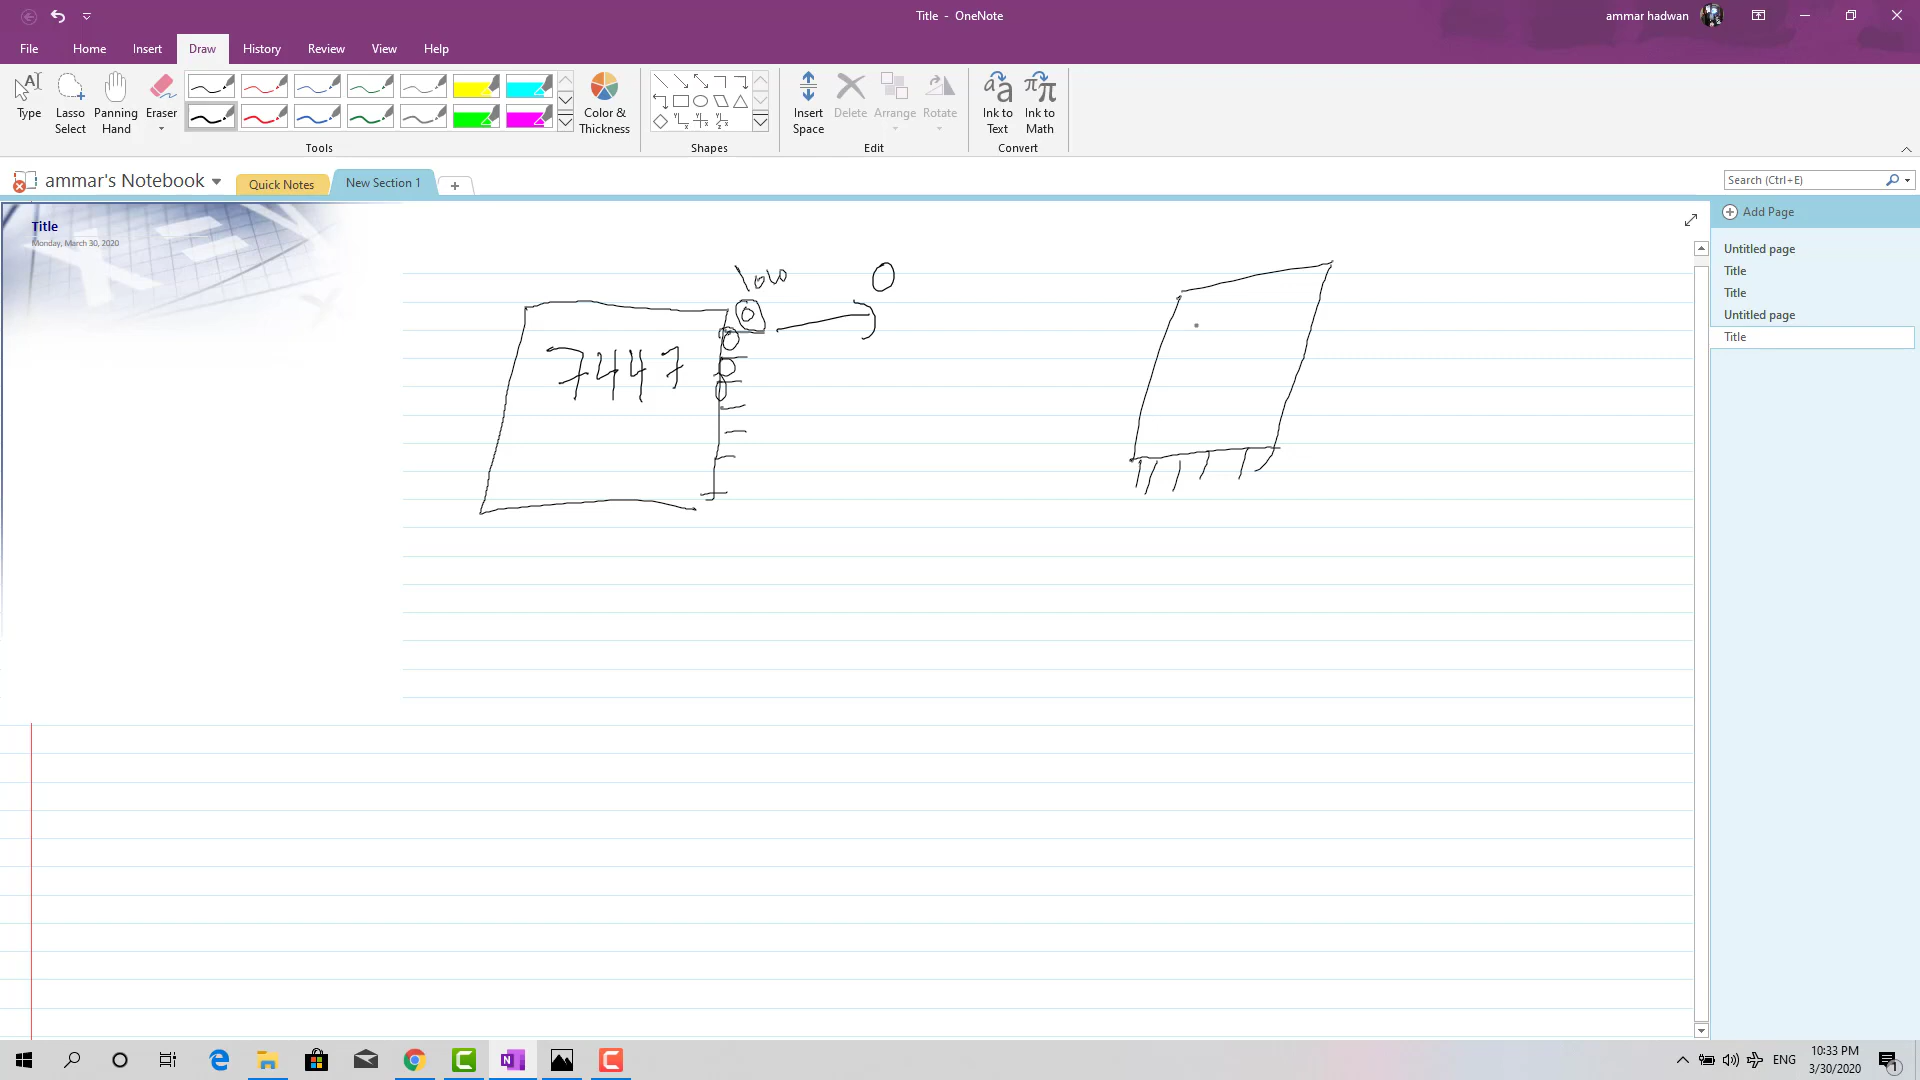 Title - OneNote
ammar hadwan
File Home Insert Draw History Review View Help
Type
Lasso Select
Panning Hand
Eraser
Color & Thickness
Insert Space
Delete
Arrange
Rotate
Ink to Text
Ink to Math
Tools
Shapes
Edit
Convert
ammar's Notebook
Quick Notes
New Section 1
Search (Ctrl+E)
Title
Monday, March 30, 2020
Add Page
Untitled page
Title
Title
Untitled page
Title
low
0
0
7447
ENG
10:33 PM
3/30/2020
1